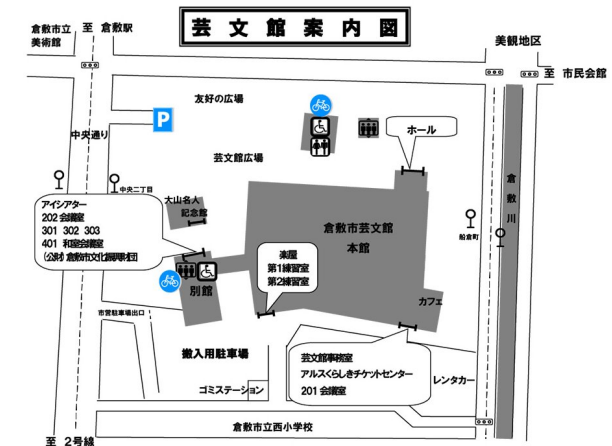 芸文館案内図
倉敷市立
美術館
至 倉敷駅
美観地区
至 市民会館
友好の広場
P
中央通り
ホール
芸文館広場
倉敷川
中央二丁目
大山名人
記念館
アイシアター
202 会議室
301 302 303
401 和室会議室
(公財)倉敷市文化振興財団
倉敷市芸文館
本館
船倉町
楽屋
第1練習室
第2練習室
別館
カフェ
市営駐車場出口
搬入用駐車場
芸文館事務室
アルスくらしきチケットセンター
201 会議室
レンタカー
ゴミステーション
倉敷市立西小学校
至 2号線